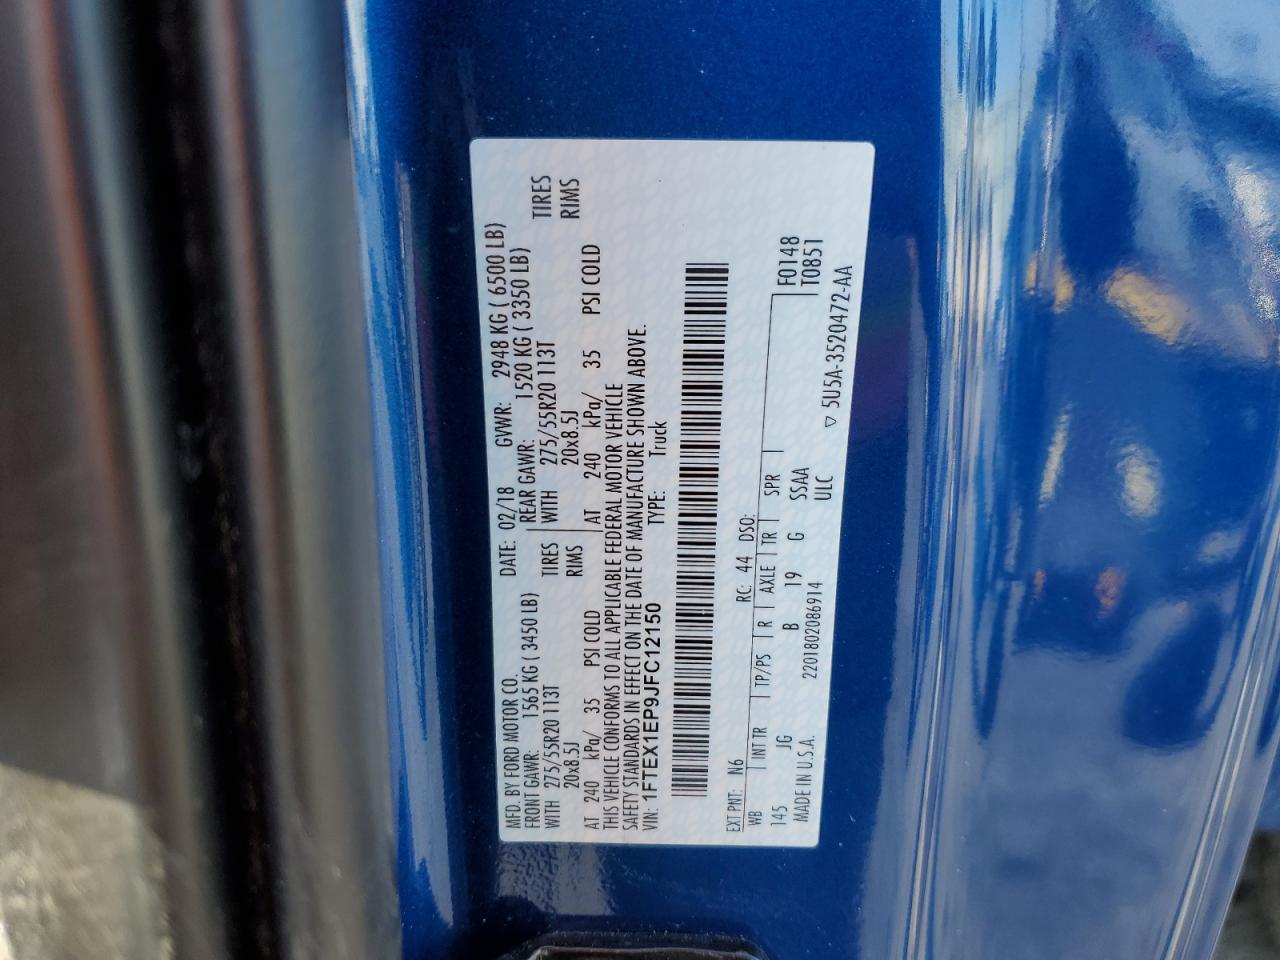 MFD. BY FORD MOTOR CO. DATE: 02/18 GVWR: 2948 KG ( 6500 LB)
FRONT GAWR: 1565 KG ( 3450 LB) REAR GAWR: 1520 KG ( 3350 LB)
WITH 275/55R20 113T TIRES WITH 275/55R20 113T TIRES
20x8.5J RIMS 20x8.5J RIMS
AT 240 kPa/ 35 PSI COLD AT 240 kPa/ 35 PSI COLD
THIS VEHICLE CONFORMS TO ALL APPLICABLE FEDERAL MOTOR VEHICLE
SAFETY STANDARDS IN EFFECT ON THE DATE OF MANUFACTURE SHOWN ABOVE.
VIN: 1FTEX1EP9JFC12150 TYPE: Truck
EXT PNT: N6 RC: 44 DSO:
WB INT TR TP/PS R AXLE TR SPR F0148
145 JG B 19 G SSAA T0851
MADE IN U.S.A. 2201802086914 ULC ▽ 5U5A-3520472-AA